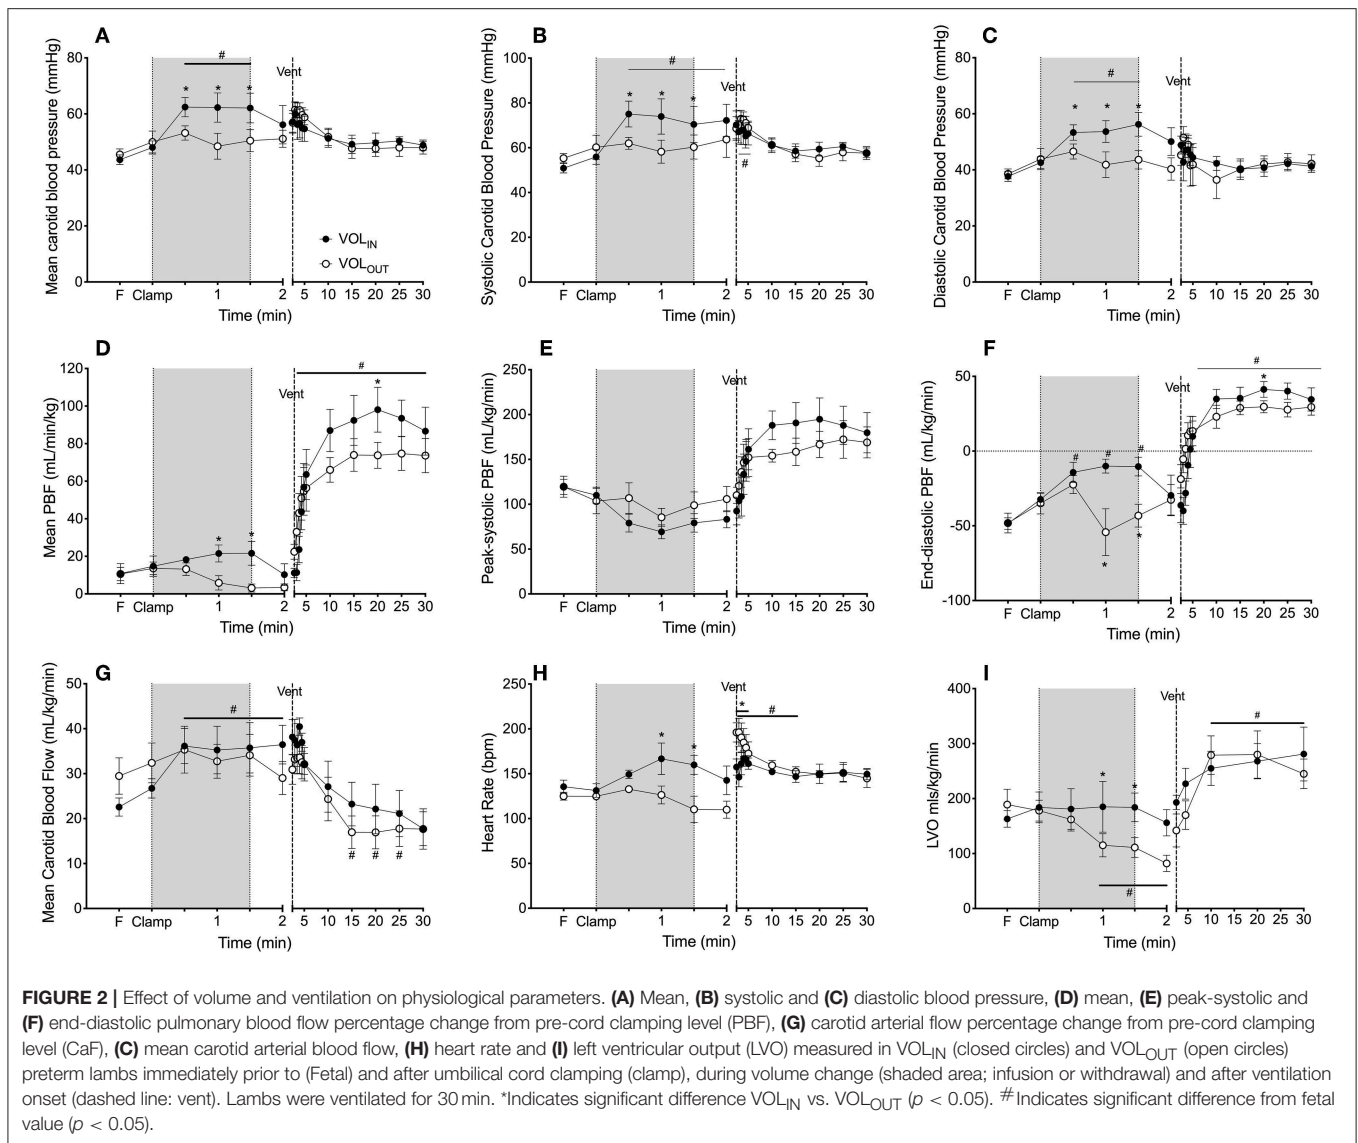 A
Mean carotid blood pressure (mmHg)
80
60
40
20
0
#
* * *
Vent
VOLIN
VOLOUT
F Clamp 1 2 5 10 15 20 25 30
Time (min)
B
Systolic Carotid Blood Pressure (mmHg)
100
80
60
40
20
0
#
* * *
Vent
#
F Clamp 1 2 5 10 15 20 25 30
Time (min)
C
Diastolic Carotid Blood Pressure (mmHg)
80
60
40
20
0
#
* * *
Vent
F Clamp 1 2 5 10 15 20 25 30
Time (min)
D
Mean PBF (mL/min/kg)
120
100
80
60
40
20
0
#
*
Vent
* *
F Clamp 1 2 5 10 15 20 25 30
Time (min)
E
Peak-systolic PBF (mL/kg/min)
250
200
150
100
50
0
Vent
F Clamp 1 2 5 10 15 20 25 30
Time (min)
F
End-diastolic PBF (mL/kg/min)
50
0
-50
-100
#
Vent
*
# # #
* *
F Clamp 1 2 5 10 15 20 25 30
Time (min)
G
Mean Carotid Blood Flow (mL/kg/min)
50
40
30
20
10
0
#
Vent
# # #
F Clamp 1 2 5 10 15 20 25 30
Time (min)
H
Heart Rate (bpm)
250
200
150
100
50
0
Vent
* #
* *
F Clamp 1 2 5 10 15 20 25 30
Time (min)
I
LVO mls/kg/min
400
300
200
100
0
Vent
#
* *
#
F Clamp 1 2 5 10 15 20 25 30
Time (min)
FIGURE 2 | Effect of volume and ventilation on physiological parameters. (A) Mean, (B) systolic and (C) diastolic blood pressure, (D) mean, (E) peak-systolic and
(F) end-diastolic pulmonary blood flow percentage change from pre-cord clamping level (PBF), (G) carotid arterial flow percentage change from pre-cord clamping
level (CaF), (C) mean carotid arterial blood flow, (H) heart rate and (I) left ventricular output (LVO) measured in VOLIN (closed circles) and VOLOUT (open circles)
preterm lambs immediately prior to (Fetal) and after umbilical cord clamping (clamp), during volume change (shaded area; infusion or withdrawal) and after ventilation
onset (dashed line: vent). Lambs were ventilated for 30 min. *Indicates significant difference VOLIN vs. VOLOUT (p < 0.05). #Indicates significant difference from fetal
value (p < 0.05).